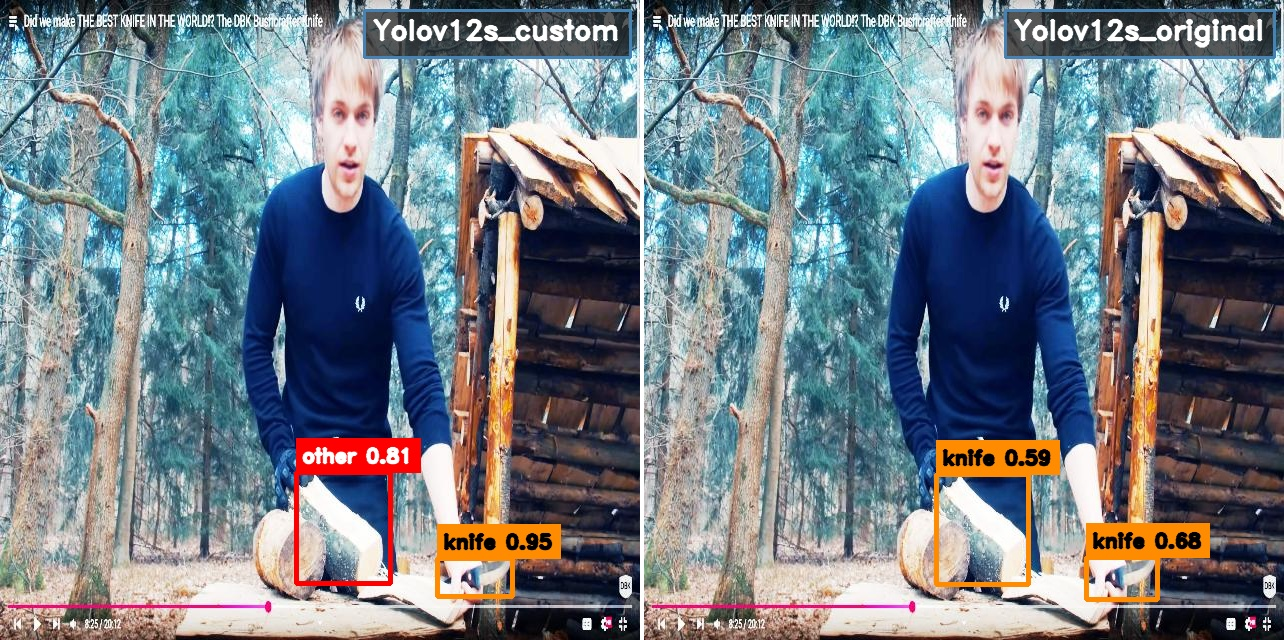 Did we make THE BEST KNIFE IN THE WORLD!? The DBK Bushcrafter Knife
Yolov12s_custom
other 0.81
knife 0.95
DBK
8:25 / 20:12
Did we make THE BEST KNIFE IN THE WORLD!? The DBK Bushcrafter Knife
Yolov12s_original
knife 0.59
knife 0.68
DBK
8:25 / 20:12